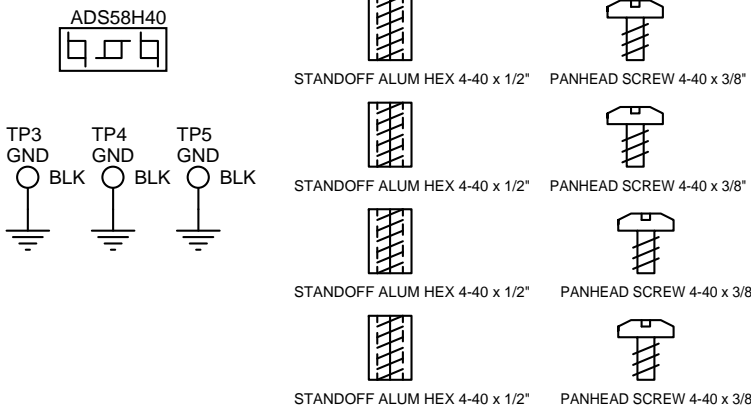 ADS58H40
STANDOFF ALUM HEX 4-40 x 1/2" PANHEAD SCREW 4-40 x 3/8"
TP3 TP4 TP5
GND GND GND
BLK BLK BLK
STANDOFF ALUM HEX 4-40 x 1/2" PANHEAD SCREW 4-40 x 3/8"
STANDOFF ALUM HEX 4-40 x 1/2" PANHEAD SCREW 4-40 x 3/8
STANDOFF ALUM HEX 4-40 x 1/2" PANHEAD SCREW 4-40 x 3/8